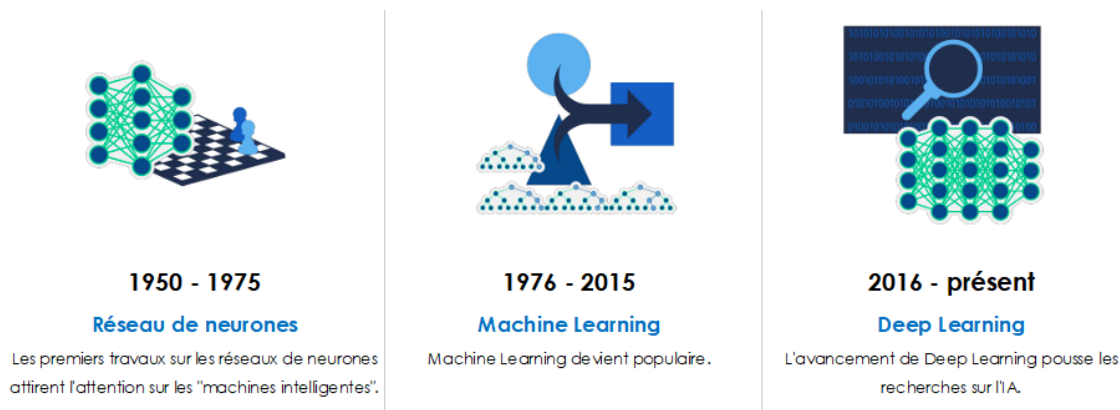 1950 - 1975
Réseau de neurones
Les premiers travaux sur les réseaux de neurones
attirent l'attention sur les "machines intelligentes".
1976 - 2015
Machine Learning
Machine Learning devient populaire.
2016 - présent
Deep Learning
L'avancement de Deep Learning pousse les
recherches sur l'IA.